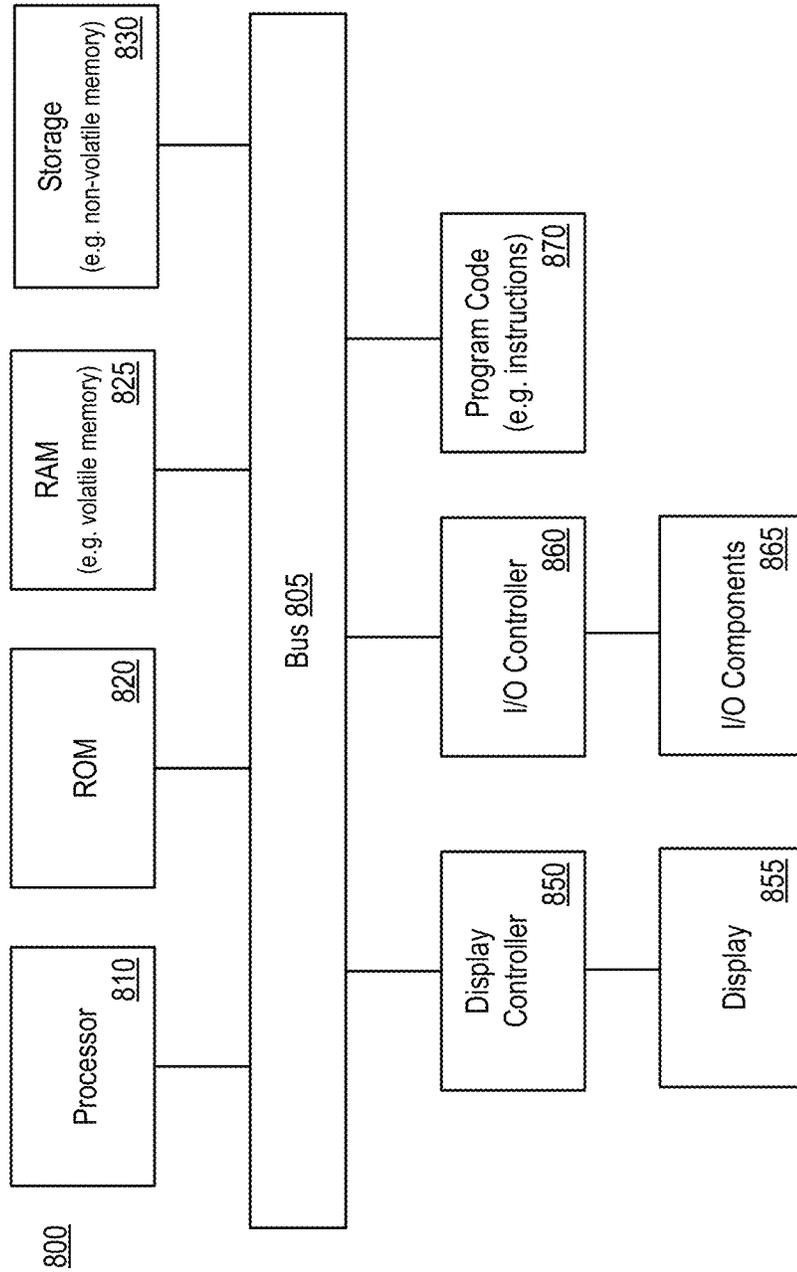 800
Processor
810
ROM
820
RAM
(e.g. volatile memory)
825
Storage
(e.g. non-volatile memory)
830
Bus 805
Display
Controller
850
I/O Controller
860
Program Code
(e.g. instructions)
870
Display
855
I/O Components
865